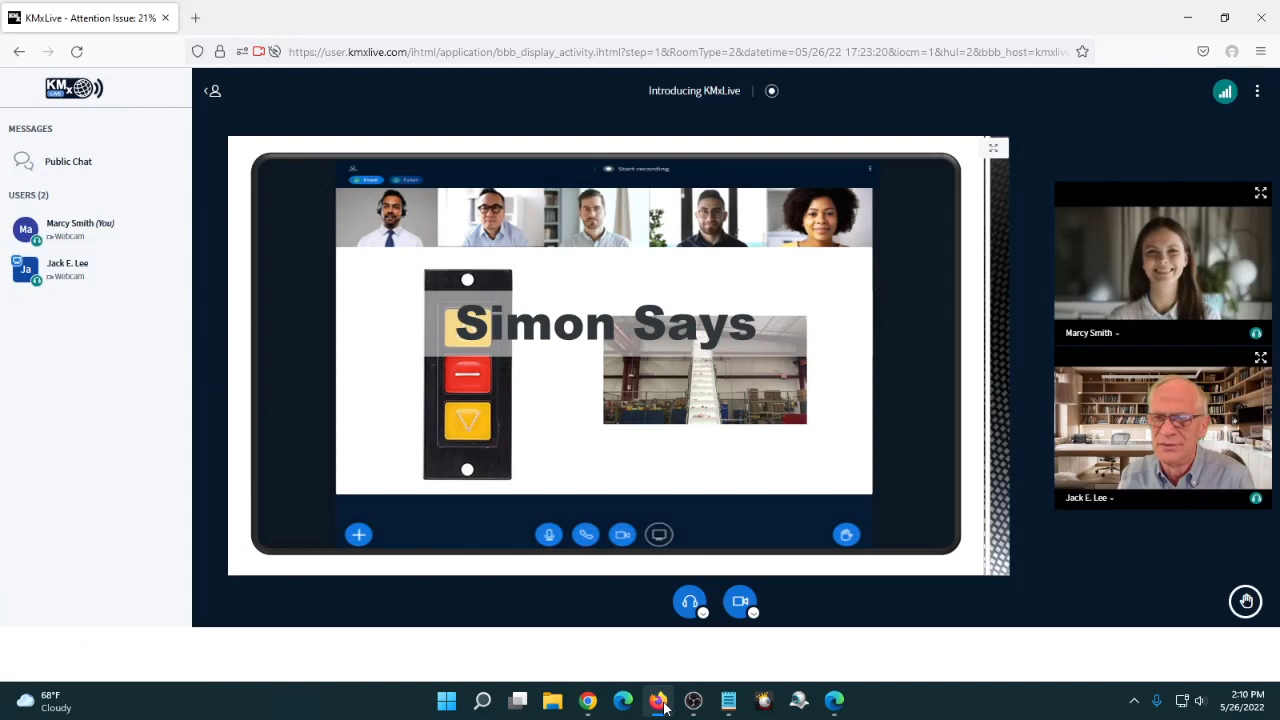 KMxLive - Attention Issue: 21%
https://user.kmxlive.com/ihtml/application/bbb_display_activity.ihtml?step=1&RoomType=2&datetime=05/26/22 17:23:20&iocm=1&hul=2&bbb_host=kmxliv
KMx
LIVE
Introducing KMxLive
MESSAGES
Public Chat
USERS (2)
Ma
Marcy Smith (You)
Webcam
Ja
Jack E. Lee
Webcam
Start recording
Simon Says
Marcy Smith
Jack E. Lee
68°F
Cloudy
2:10 PM
5/26/2022